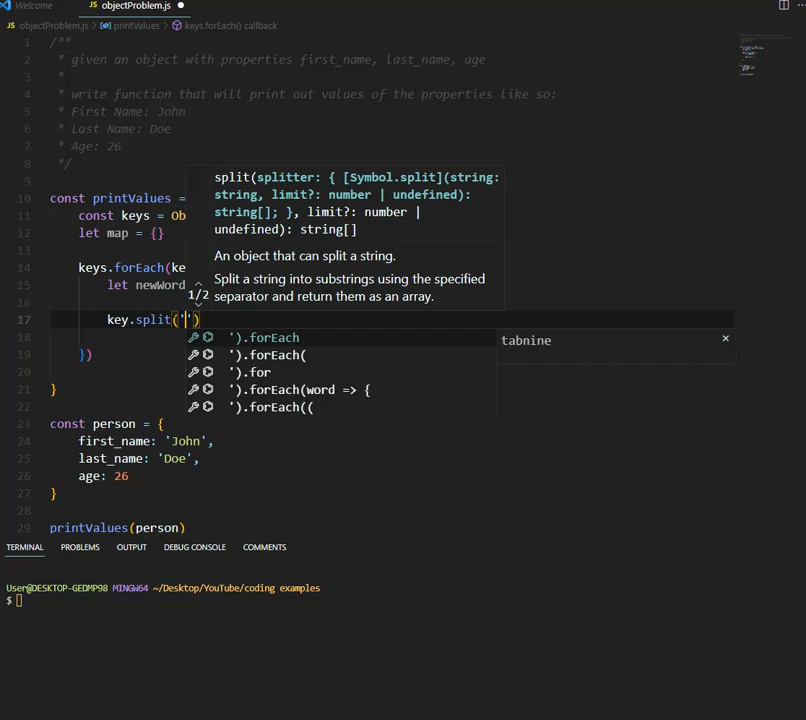 Welcome
JS objectProblem.js ●
JS objectProblem.js > printValues > keys.forEach() callback
1 /**
2 * given an object with properties first_name, last_name, age
3 *
4 * write function that will print out values of the properties like so:
5 * First Name: John
6 * Last Name: Doe
7 * Age: 26
8 */
9
split(splitter: { [Symbol.split](string:
string, limit?: number | undefined):
10 const printValues =
string[]; }, limit?: number |
11 const keys = Ob
undefined): string[]
12 let map = {}
An object that can split a string.
13
14 keys.forEach(ke
Split a string into substrings using the specified
15 let newWord
1/2
separator and return them as an array.
16
17 key.split('')
18 ').forEach
tabnine
19 })
').forEach(
20 ').for
21 }
').forEach(word => {
22 ').forEach((
23 const person = {
24 first_name: 'John',
25 last_name: 'Doe',
26 age: 26
27 }
28
29 printValues(person)
TERMINAL PROBLEMS OUTPUT DEBUG CONSOLE COMMENTS
User@DESKTOP-GEDMP98 MINGW64 ~/Desktop/YouTube/coding examples
$